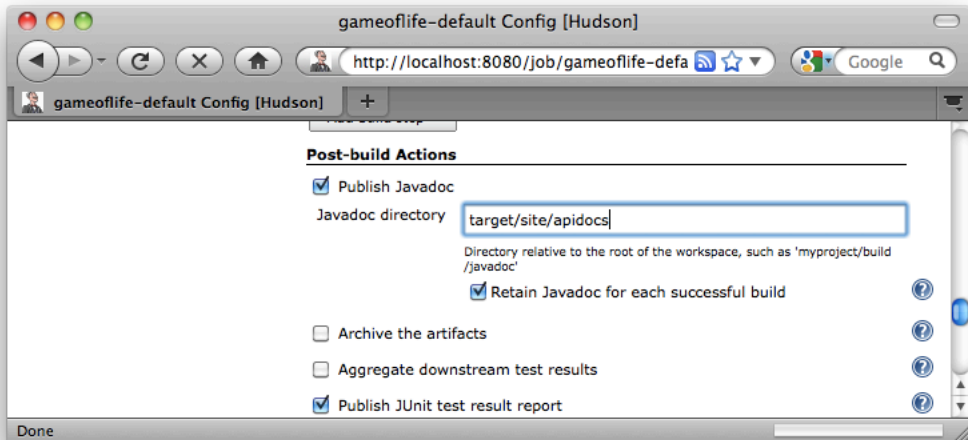 gameoflife-default Config [Hudson]
http://localhost:8080/job/gameoflife-defa
Google
gameoflife-default Config [Hudson]
+
Post-build Actions
Publish Javadoc
Javadoc directory
target/site/apidocs
Directory relative to the root of the workspace, such as 'myproject/build
/javadoc'
Retain Javadoc for each successful build
?
Archive the artifacts
?
Aggregate downstream test results
?
Publish JUnit test result report
?
Done